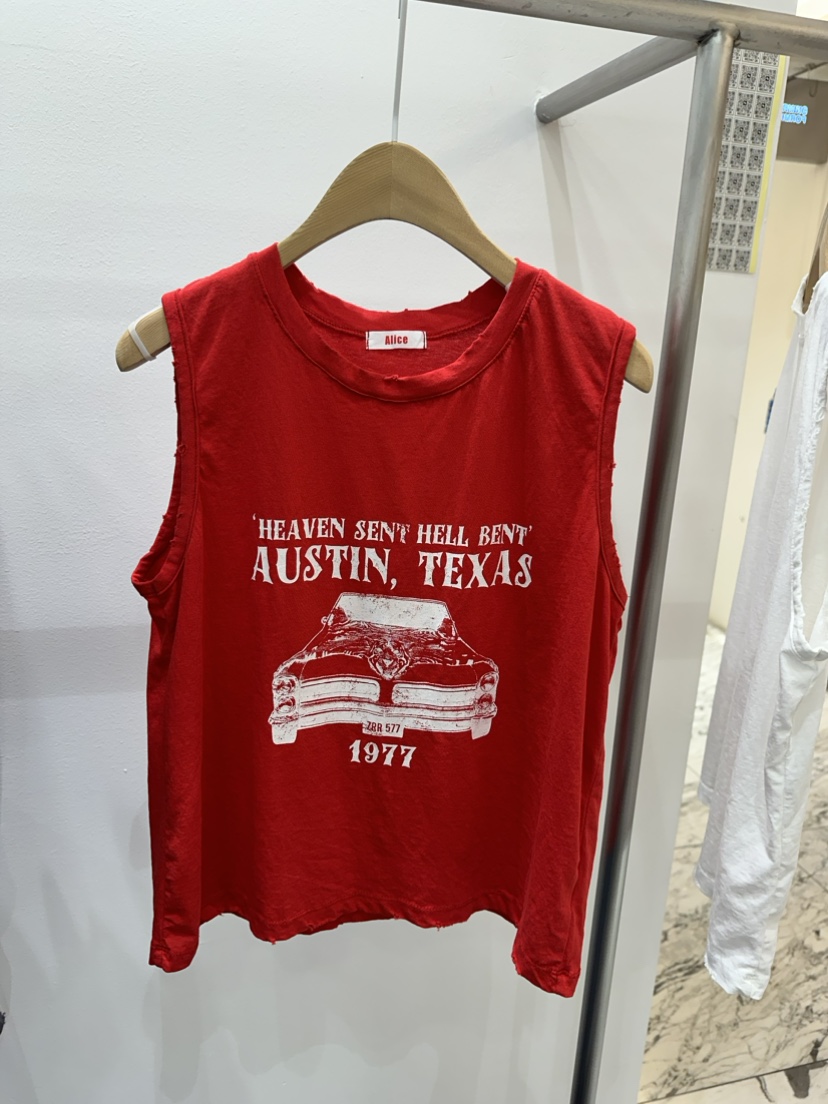 Alice
‘HEAVEN SENT HELL BENT’
AUSTIN, TEXAS
ZRR 577
1977